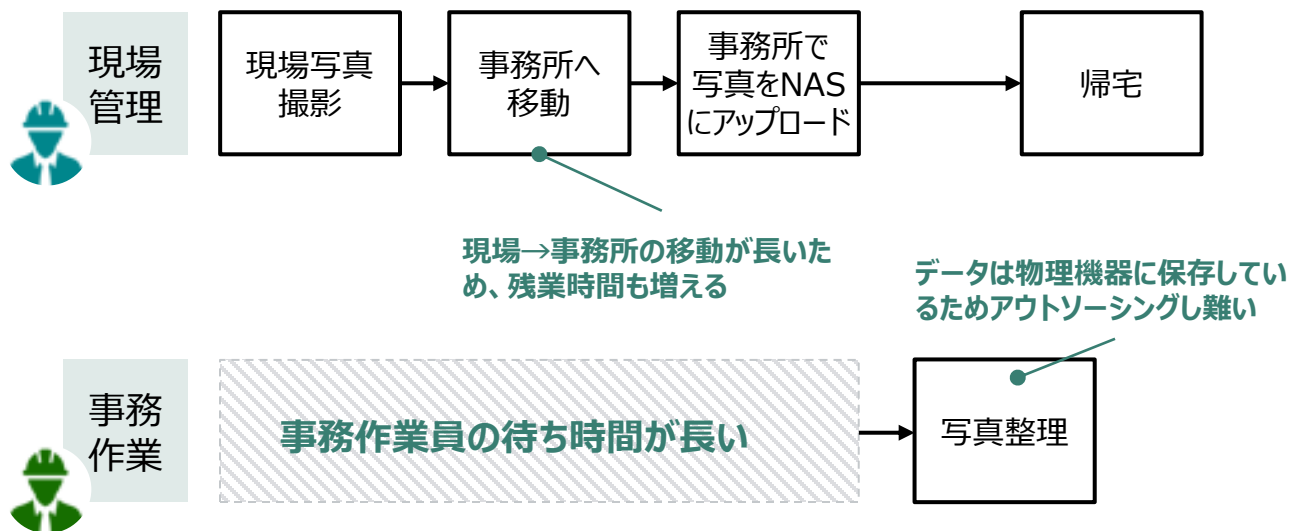 現場
管理
現場写真
撮影
事務所へ
移動
事務所で
写真をNAS
にアップロード
帰宅
現場→事務所の移動が長いた
め、残業時間も増える
データは物理機器に保存してい
るためアウトソーシングし難い
事務
作業
事務作業員の待ち時間が長い
写真整理